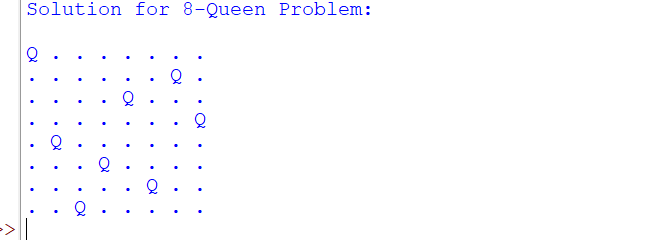 Solution for 8-Queen Problem:
Q . . . . . . .
. . . . . . Q .
. . . . Q . . .
. . . . . . . Q
. Q . . . . . .
. . . Q . . . .
. . . . . Q . .
. . Q . . . . .
>>